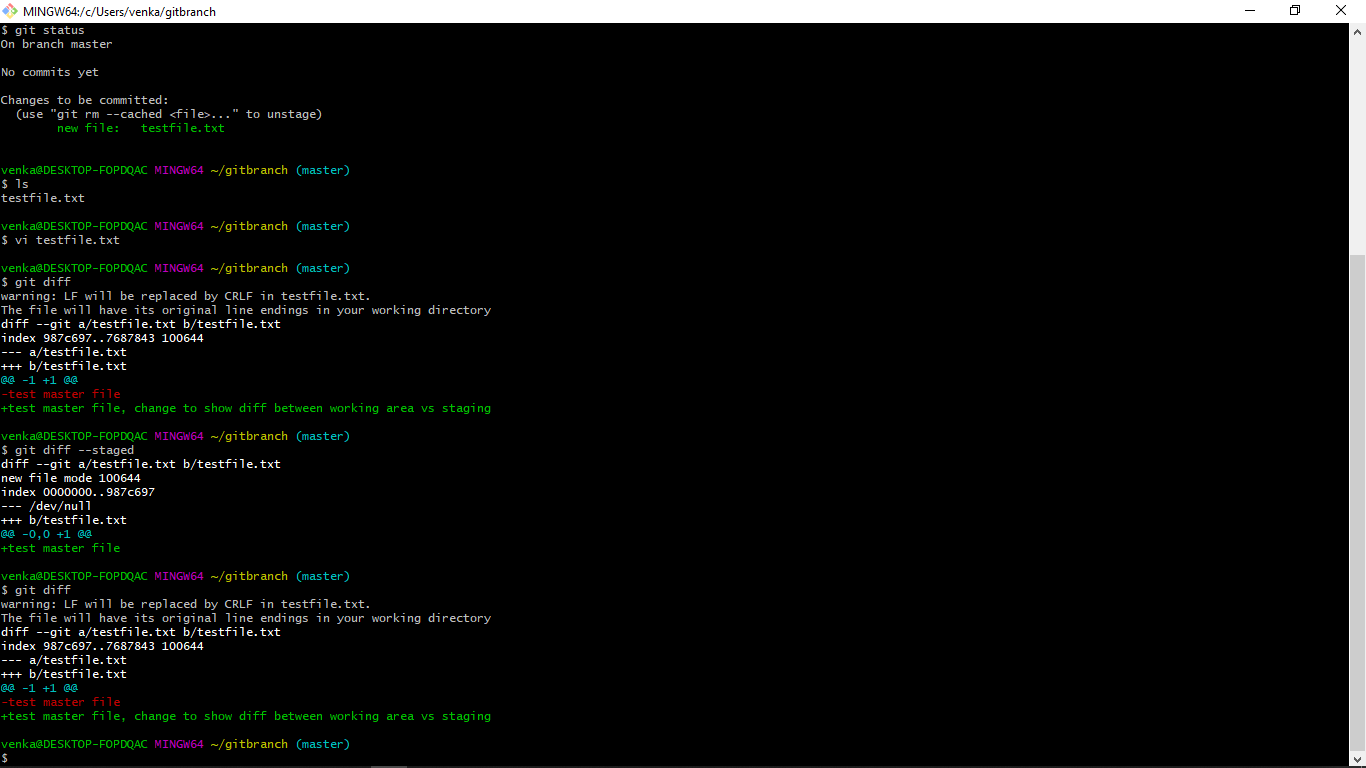 MINGW64:/c/Users/venka/gitbranch
$ git status
On branch master
No commits yet
Changes to be committed:
  (use "git rm --cached <file>..." to unstage)
        new file:   testfile.txt
venka@DESKTOP-FOPDQAC MINGW64 ~/gitbranch (master)
$ ls
testfile.txt
venka@DESKTOP-FOPDQAC MINGW64 ~/gitbranch (master)
$ vi testfile.txt
venka@DESKTOP-FOPDQAC MINGW64 ~/gitbranch (master)
$ git diff
warning: LF will be replaced by CRLF in testfile.txt.
The file will have its original line endings in your working directory
diff --git a/testfile.txt b/testfile.txt
index 987c697..7687843 100644
--- a/testfile.txt
+++ b/testfile.txt
@@ -1 +1 @@
-test master file
+test master file, change to show diff between working area vs staging
venka@DESKTOP-FOPDQAC MINGW64 ~/gitbranch (master)
$ git diff --staged
diff --git a/testfile.txt b/testfile.txt
new file mode 100644
index 0000000..987c697
--- /dev/null
+++ b/testfile.txt
@@ -0,0 +1 @@
+test master file
venka@DESKTOP-FOPDQAC MINGW64 ~/gitbranch (master)
$ git diff
warning: LF will be replaced by CRLF in testfile.txt.
The file will have its original line endings in your working directory
diff --git a/testfile.txt b/testfile.txt
index 987c697..7687843 100644
--- a/testfile.txt
+++ b/testfile.txt
@@ -1 +1 @@
-test master file
+test master file, change to show diff between working area vs staging
venka@DESKTOP-FOPDQAC MINGW64 ~/gitbranch (master)
$